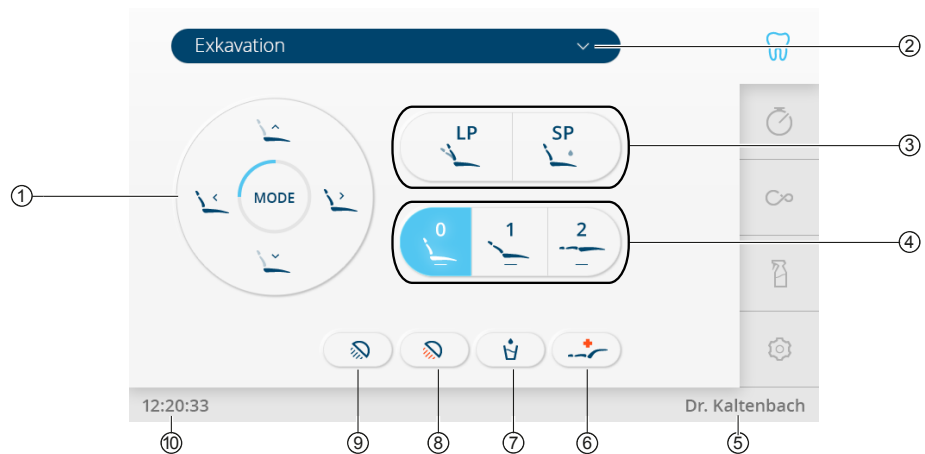 Exkavation
②
LP SP
③
①
MODE
0 1 2
④
12:20:33 Dr. Kaltenbach
⑩ ⑨ ⑧ ⑦ ⑥ ⑤